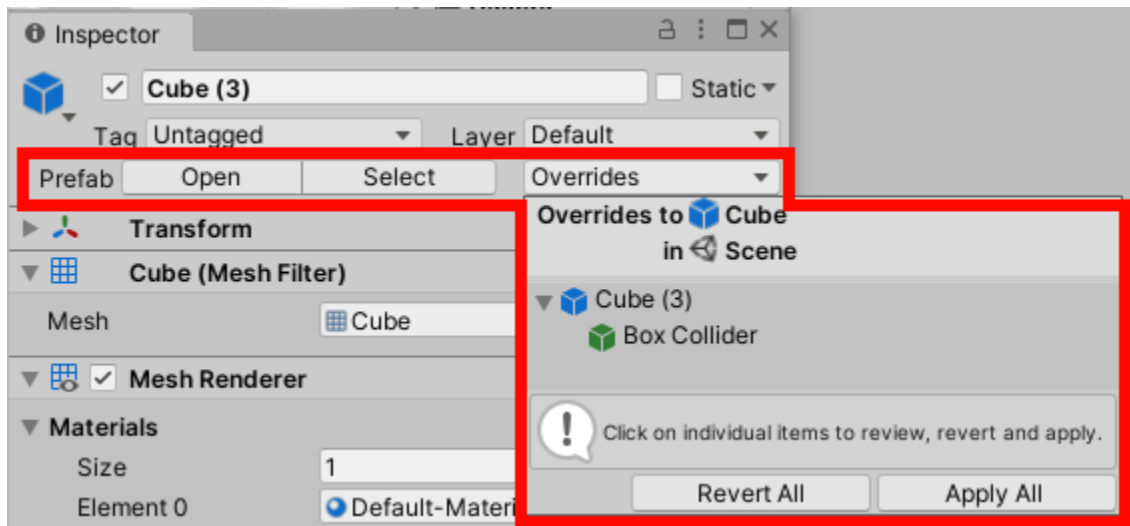 Inspector
Cube (3)
Static
Tag Untagged Layer Default
Prefab Open Select Overrides
Overrides to Cube
in Scene
Transform
Cube (Mesh Filter)
Cube (3)
Mesh Cube
Box Collider
Mesh Renderer
Materials
Click on individual items to review, revert and apply.
Size 1
Revert All Apply All
Element 0 Default-Materi